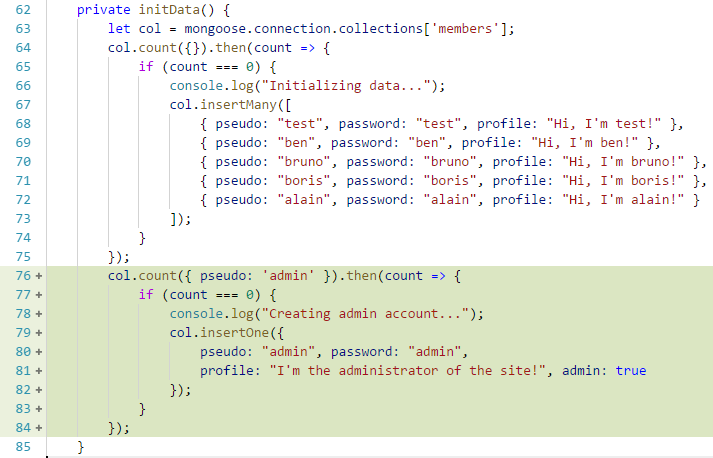 62 private initData() {
63 let col = mongoose.connection.collections['members'];
64 col.count({}).then(count => {
65 if (count === 0) {
66 console.log("Initializing data...");
67 col.insertMany([
68 { pseudo: "test", password: "test", profile: "Hi, I'm test!" },
69 { pseudo: "ben", password: "ben", profile: "Hi, I'm ben!" },
70 { pseudo: "bruno", password: "bruno", profile: "Hi, I'm bruno!" },
71 { pseudo: "boris", password: "boris", profile: "Hi, I'm boris!" },
72 { pseudo: "alain", password: "alain", profile: "Hi, I'm alain!" }
73 ]);
74 }
75 });
76 + col.count({ pseudo: 'admin' }).then(count => {
77 + if (count === 0) {
78 + console.log("Creating admin account...");
79 + col.insertOne({
80 + pseudo: "admin", password: "admin",
81 + profile: "I'm the administrator of the site!", admin: true
82 + });
83 + }
84 + });
85 }